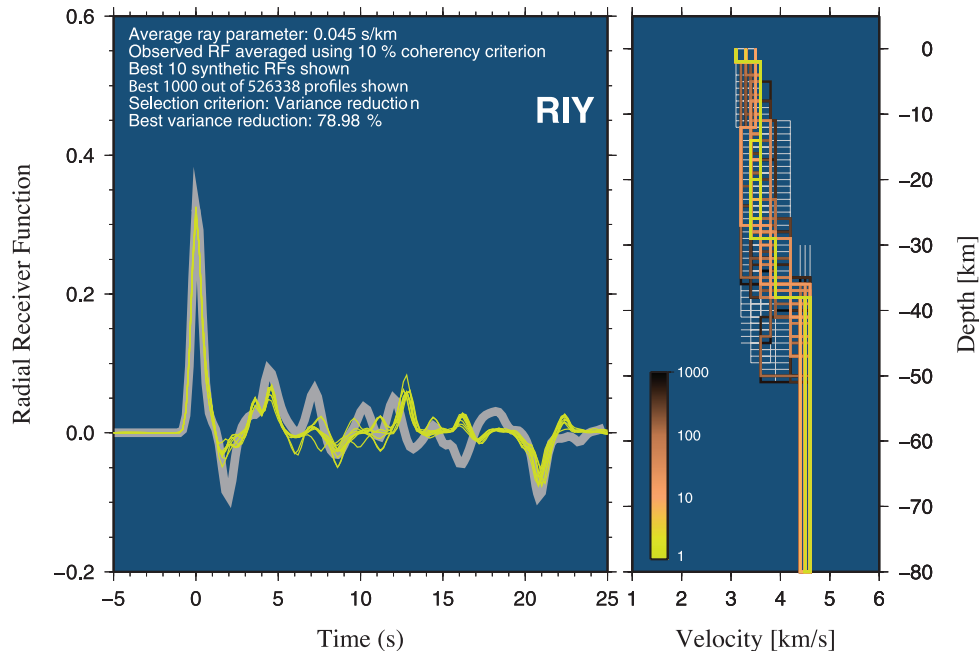 Average ray parameter: 0.045 s/km
Observed RF averaged using 10 % coherency criterion
Best 10 synthetic RFs shown
Best 1000 out of 526338 profiles shown
Selection criterion: Variance reduction
Best variance reduction: 78.98 %
RIY
Radial Receiver Function
0.6
0.4
0.2
0.0
−0.2
−5
0
5
10
15
20
25
Time (s)
1000
100
10
1
1
2
3
4
5
6
Velocity [km/s]
0
−10
−20
−30
−40
−50
−60
−70
−80
Depth [km]